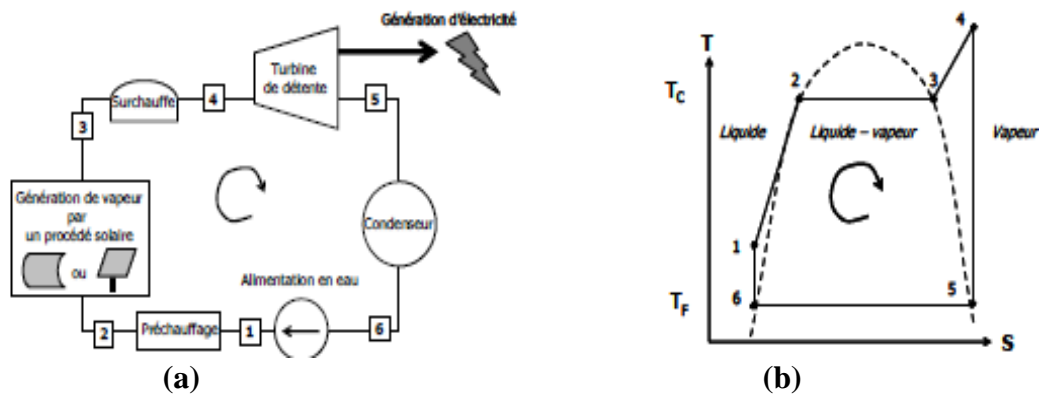 Génération d'électricité
Turbine
de détente
Surchauffe
4
5
3
Génération de vapeur
par
un procédé solaire
ou
Condenseur
Alimentation en eau
2
Préchauffage
1
6
(a)
4
T
T_C
2
3
Liquide
Liquide – vapeur
Vapeur
1
T_F
6
5
S
(b)